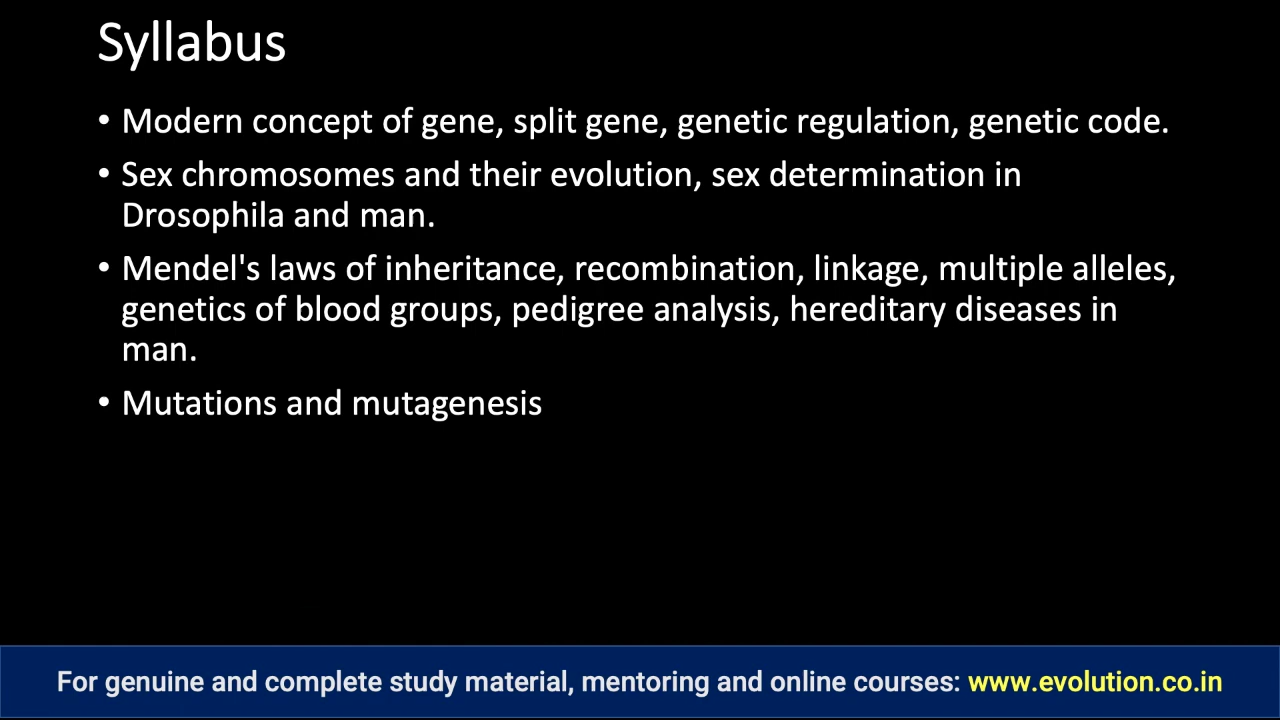 Syllabus
• Modern concept of gene, split gene, genetic regulation, genetic code.
• Sex chromosomes and their evolution, sex determination in
Drosophila and man.
• Mendel's laws of inheritance, recombination, linkage, multiple alleles,
genetics of blood groups, pedigree analysis, hereditary diseases in
man.
• Mutations and mutagenesis
For genuine and complete study material, mentoring and online courses: www.evolution.co.in